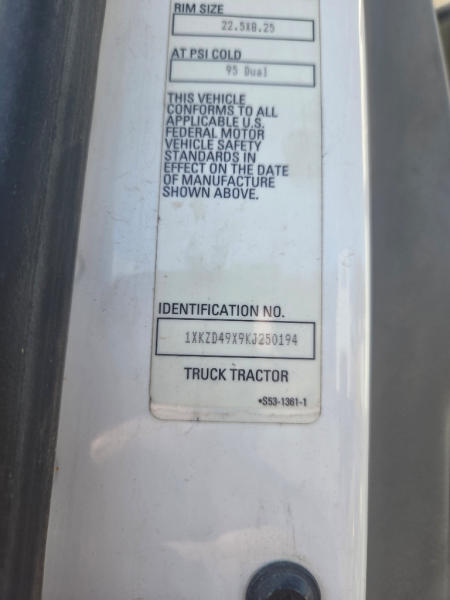 RIM SIZE
22.5X8.25
AT PSI COLD
95 Dual
THIS VEHICLE
CONFORMS TO ALL
APPLICABLE U.S.
FEDERAL MOTOR
VEHICLE SAFETY
STANDARDS IN
EFFECT ON THE DATE
OF MANUFACTURE
SHOWN ABOVE.
IDENTIFICATION NO.
1XKZD49X9KJ250194
TRUCK TRACTOR
•S53-1361-1